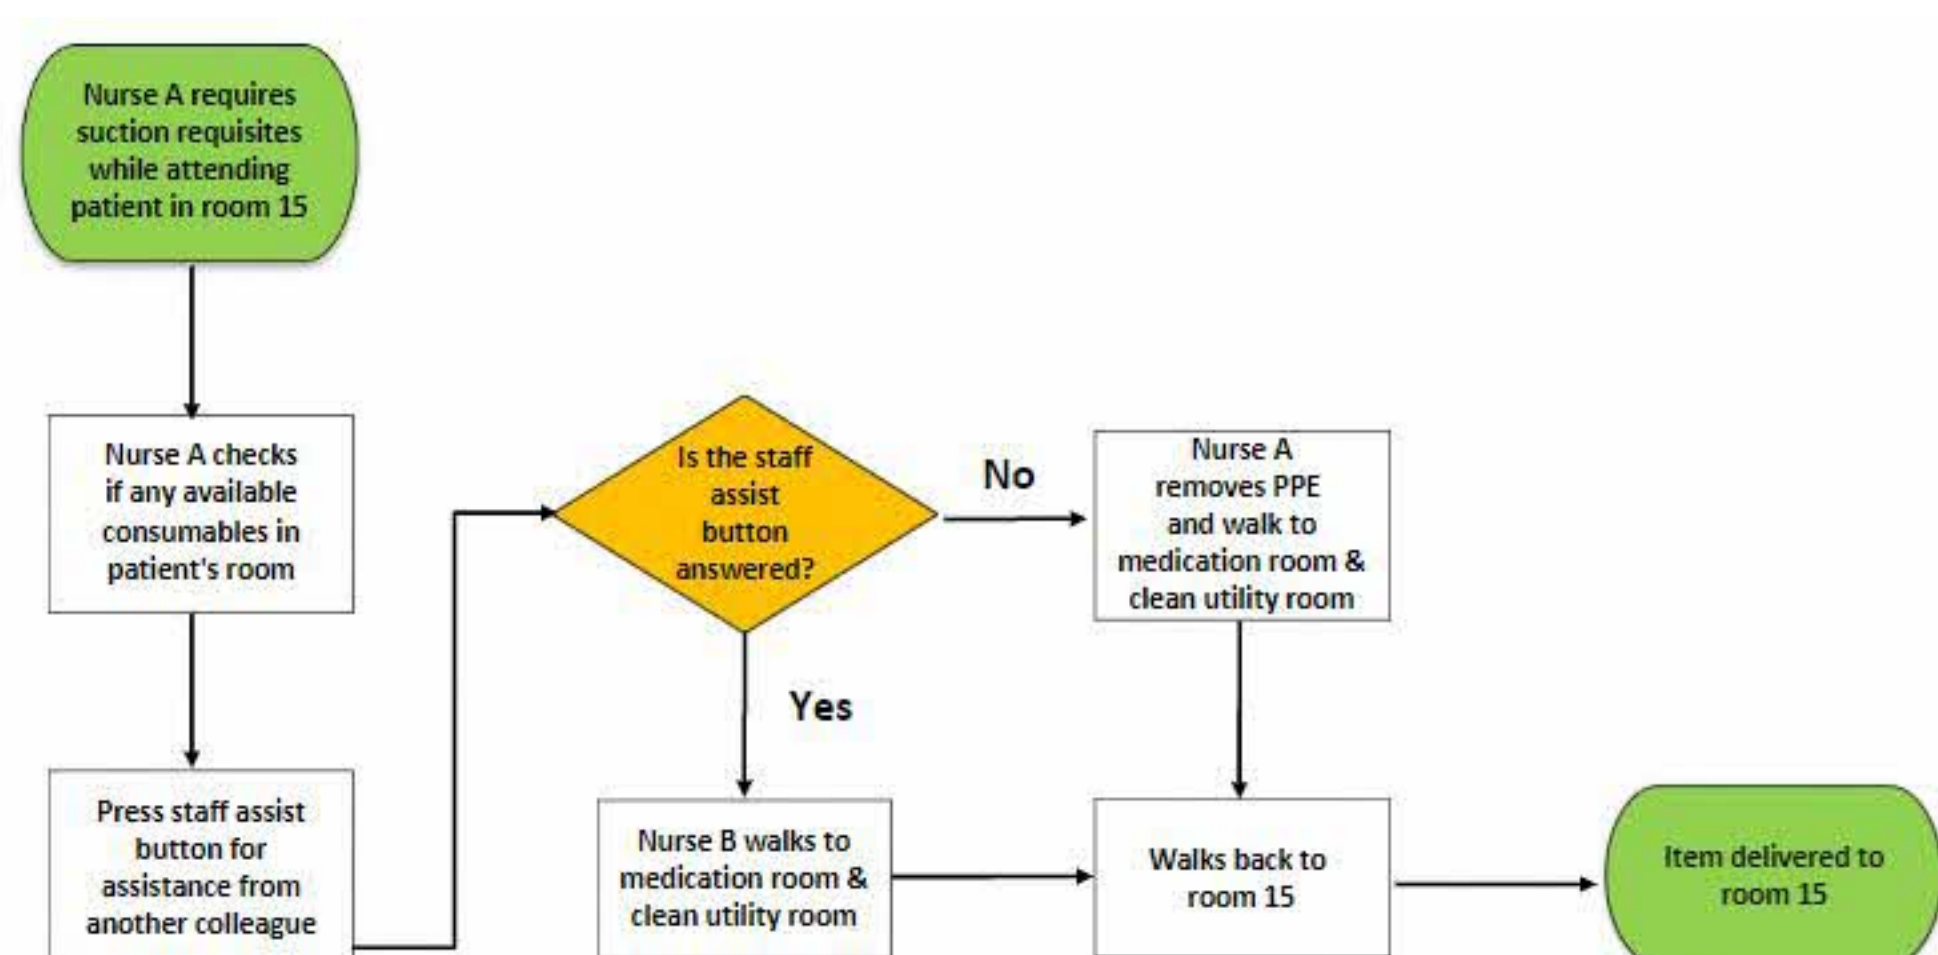 Nurse A requires
suction requisites
while attending
patient in room 15
Nurse A checks
if any available
consumables in
patient's room
Press staff assist
button for
assistance from
another colleague
Is the staff
assist
button
answered?
No
Yes
Nurse A
removes PPE
and walk to
medication room &
clean utility room
Nurse B walks to
medication room &
clean utility room
Walks back to
room 15
Item delivered to
room 15